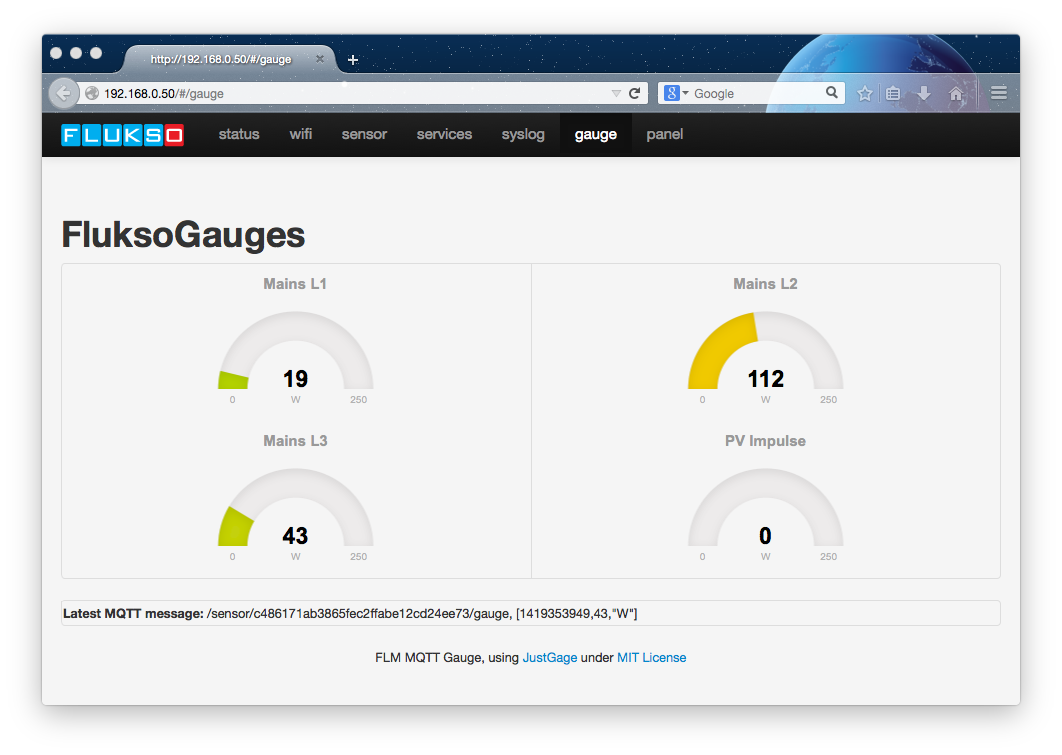 http://192.168.0.50/#/gauge
192.168.0.50/#/gauge
8 Google
FLUKSO status wifi sensor services syslog gauge panel
FluksoGauges
Mains L1 Mains L2
19 112
0 W 250 0 W 250
Mains L3 PV Impulse
43 0
0 W 250 0 W 250
Latest MQTT message: /sensor/c486171ab3865fec2ffabe12cd24ee73/gauge, [1419353949,43,"W"]
FLM MQTT Gauge, using JustGage under MIT License